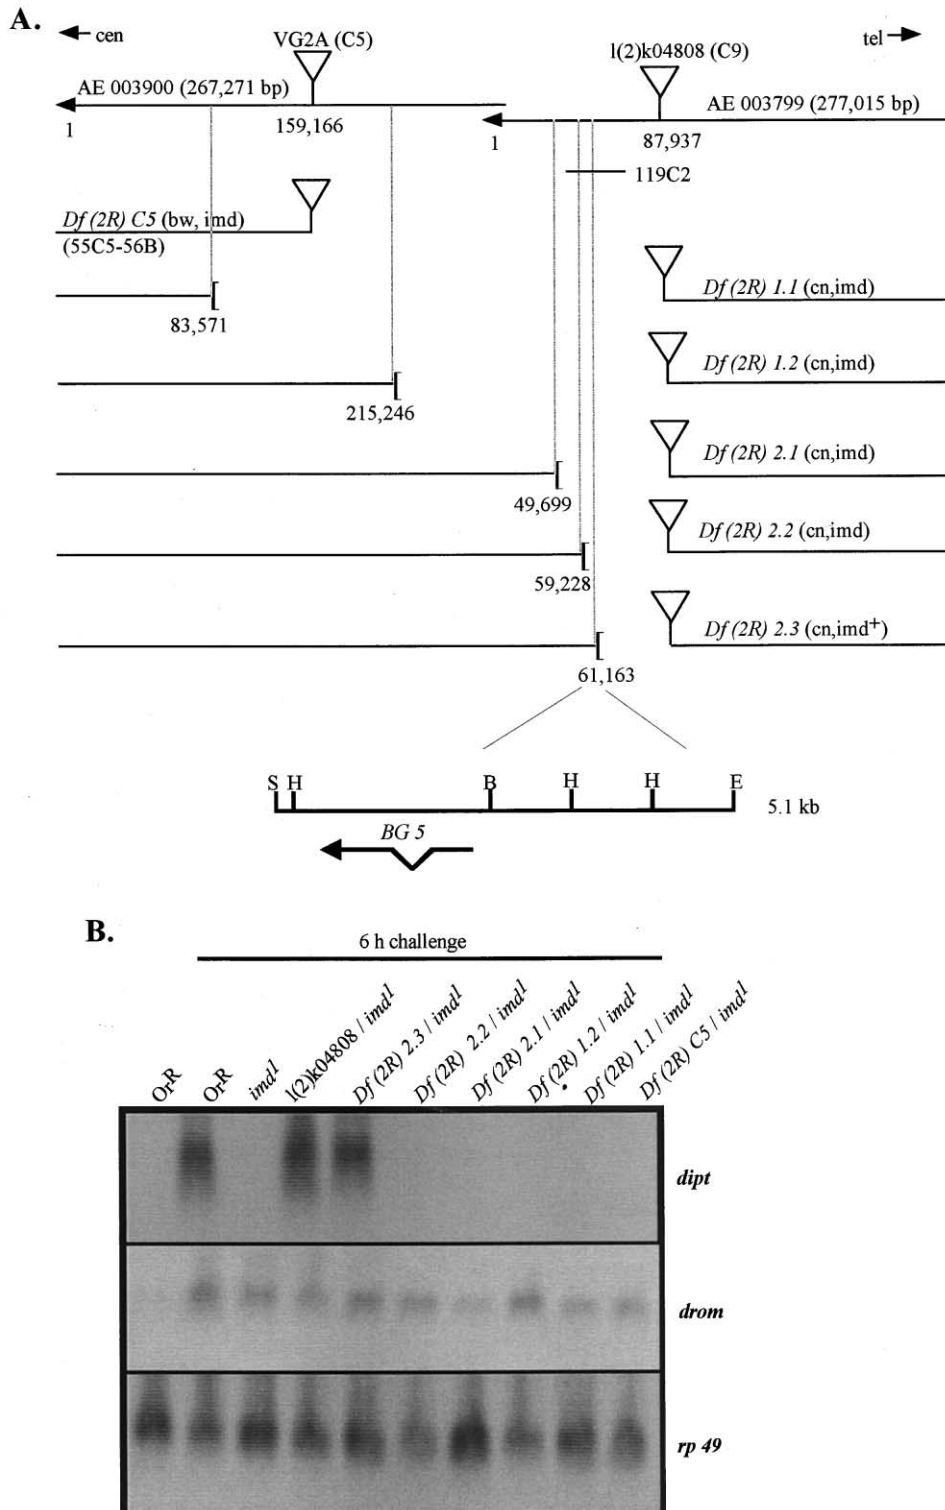 A.
cen
VG2A (C5)
tel
l(2)k04808 (C9)
AE 003900 (267,271 bp)
AE 003799 (277,015 bp)
1
159,166
1
87,937
119C2
Df (2R) C5 (bw, imd)
(55C5-56B)
Df (2R) 1.1 (cn,imd)
83,571
Df (2R) 1.2 (cn,imd)
215,246
Df (2R) 2.1 (cn,imd)
49,699
Df (2R) 2.2 (cn,imd)
59,228
Df (2R) 2.3 (cn,imd+)
61,163
S H B H H E
5.1 kb
BG 5
B.
6 h challenge
OrR
OrR
imd1
l(2)k04808 / imd1
Df (2R) 2.3 / imd1
Df (2R) 2.2 / imd1
Df (2R) 2.1 / imd1
Df (2R) 1.2 / imd1
Df (2R) 1.1 / imd1
Df (2R) C5 / imd1
dipt
drom
rp 49